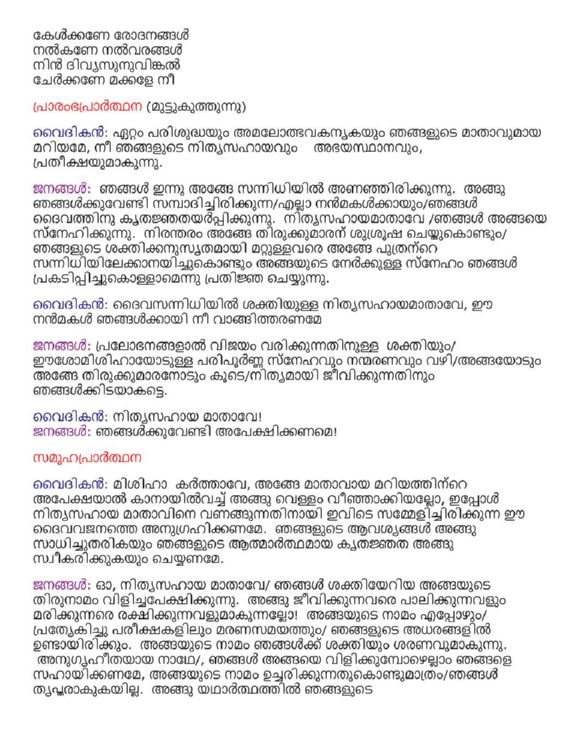 കേൾക്കണേ രോദനങ്ങൾ
നൽകണേ നൽവരങ്ങൾ
നിൻ ദിവ്യസുനുവിങ്കൽ
ചേർക്കണേ മക്കളേ നീ
പ്രാരംഭപ്രാർത്ഥന (മുട്ടുകുത്തുന്നു)
വൈദികൻ: ഏറ്റം പരിശുദ്ധയും അമലോത്ഭവകന്യകയും ഞങ്ങളുടെ മാതാവുമായ
മറിയമേ, നീ ഞങ്ങളുടെ നിത്യസഹായവും അഭയസ്ഥാനവും,
പ്രതീക്ഷയുമാകുന്നു.
ജനങ്ങൾ: ഞങ്ങൾ ഇന്നു അങ്ങേ സന്നിധിയിൽ അണഞ്ഞിരിക്കുന്നു. അങ്ങു
ഞങ്ങൾക്കുവേണ്ടി സമ്പാദിച്ചിരിക്കുന്ന/എല്ലാ നൻമകൾക്കായും/ഞങ്ങൾ
ദൈവത്തിനു കൃതജ്ഞതയർപ്പിക്കുന്നു. നിത്യസഹായമാതാവേ /ഞങ്ങൾ അങ്ങയെ
സ്നേഹിക്കുന്നു. നിരന്തരം അങ്ങേ തിരുക്കുമാരന് ശുശ്രൂഷ ചെയ്തുകൊണ്ടും/
ഞങ്ങളുടെ ശക്തിക്കനുസൃതമായി മറ്റുള്ളവരെ അങ്ങേ പുത്രൻറെ
സന്നിധിയിലേക്കാനയിച്ചുകൊണ്ടും അങ്ങയുടെ നേർക്കുള്ള സ്നേഹം ഞങ്ങൾ
പ്രകടിപ്പിച്ചുകൊള്ളാമെന്നു പ്രതിജ്ഞ ചെയ്യുന്നു.
വൈദികൻ: ദൈവസന്നിധിയിൽ ശക്തിയുള്ള നിത്യസഹായമാതാവേ, ഈ
നൻമകൾ ഞങ്ങൾക്കായി നീ വാങ്ങിത്തരണമേ
ജനങ്ങൾ: പ്രലോഭനങ്ങളാൽ വിജയം വരിക്കുന്നതിനുള്ള ശക്തിയും/
ഈശോമിശിഹായോടുള്ള പരിപൂർണ്ണ സ്നേഹവും നന്മരണവും വഴി/അങ്ങയോടും
അങ്ങേ തിരുക്കുമാരനോടും കൂടെ/നിത്യമായി ജീവിക്കുന്നതിനും
ഞങ്ങൾക്കിടയാകട്ടെ.
വൈദികൻ: നിത്യസഹായ മാതാവേ!
ജനങ്ങൾ: ഞങ്ങൾക്കുവേണ്ടി അപേക്ഷിക്കണമെ!
സമൂഹപ്രാർത്ഥന
വൈദികൻ: മിശിഹാ കർത്താവേ, അങ്ങേ മാതാവായ മറിയത്തിൻറെ
അപേക്ഷയാൽ കാനായിൽവച്ച് അങ്ങു വെള്ളം വീഞ്ഞാക്കിയല്ലോ, ഇപ്പോൾ
നിത്യസഹായ മാതാവിനെ വണങ്ങുന്നതിനായി ഇവിടെ സമ്മേളിച്ചിരിക്കുന്ന ഈ
ദൈവവജനത്തെ അനുഗ്രഹിക്കണമേ. ഞങ്ങളുടെ ആവശ്യങ്ങൾ അങ്ങു
സാധിച്ചുതരികയും ഞങ്ങളുടെ ആത്മാർത്ഥമായ കൃതജ്ഞത അങ്ങു
സ്വീകരിക്കുകയും ചെയ്യണമേ.
ജനങ്ങൾ: ഓ, നിത്യസഹായ മാതാവേ/ ഞങ്ങൾ ശക്തിയേറിയ അങ്ങയുടെ
തിരുനാമം വിളിച്ചപേക്ഷിക്കുന്നു. അങ്ങു ജീവിക്കുന്നവരെ പാലിക്കുന്നവളും
മരിക്കുന്നരെ രക്ഷിക്കുന്നവളുമാകുന്നല്ലോ! അങ്ങയുടെ നാമം എപ്പോഴും/
പ്രത്യേകിച്ചു പരീക്ഷകളിലും മരണസമയത്തും/ ഞങ്ങളുടെ അധരങ്ങളിൽ
ഉണ്ടായിരിക്കും. അങ്ങയുടെ നാമം ഞങ്ങൾക്ക് ശക്തിയും ശരണവുമാകുന്നു.
അനുഗൃഹീതയായ നാഥേ/, ഞങ്ങൾ അങ്ങയെ വിളിക്കുമ്പോഴെല്ലാം ഞങ്ങളെ
സഹായിക്കണമേ, അങ്ങയുടെ നാമം ഉച്ചരിക്കുന്നതുകൊണ്ടുമാത്രം/ഞങ്ങൾ
തൃപ്തരാകുകയില്ല. അങ്ങു യഥാർത്ഥത്തിൽ ഞങ്ങളുടെ